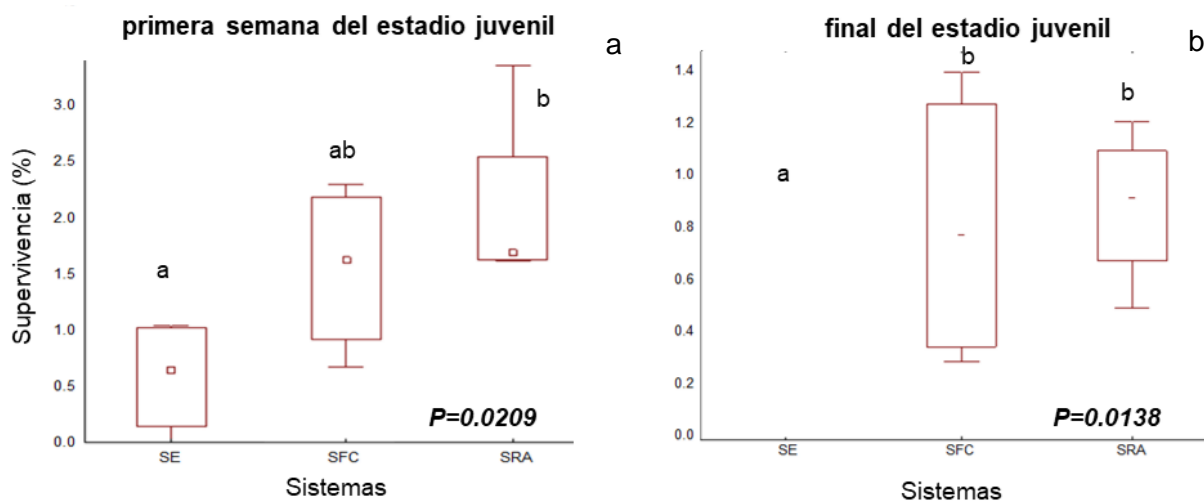 primera semana del estadio juvenil
a
Supervivencia (%)
3.0
2.5
2.0
1.5
1.0
0.5
0.0
a
ab
b
P=0.0209
SE
SFC
SRA
Sistemas
final del estadio juvenil
b
1.4
1.2
1.0
0.8
0.6
0.4
0.2
0.0
a
b
b
P=0.0138
SE
SFC
SRA
Sistemas